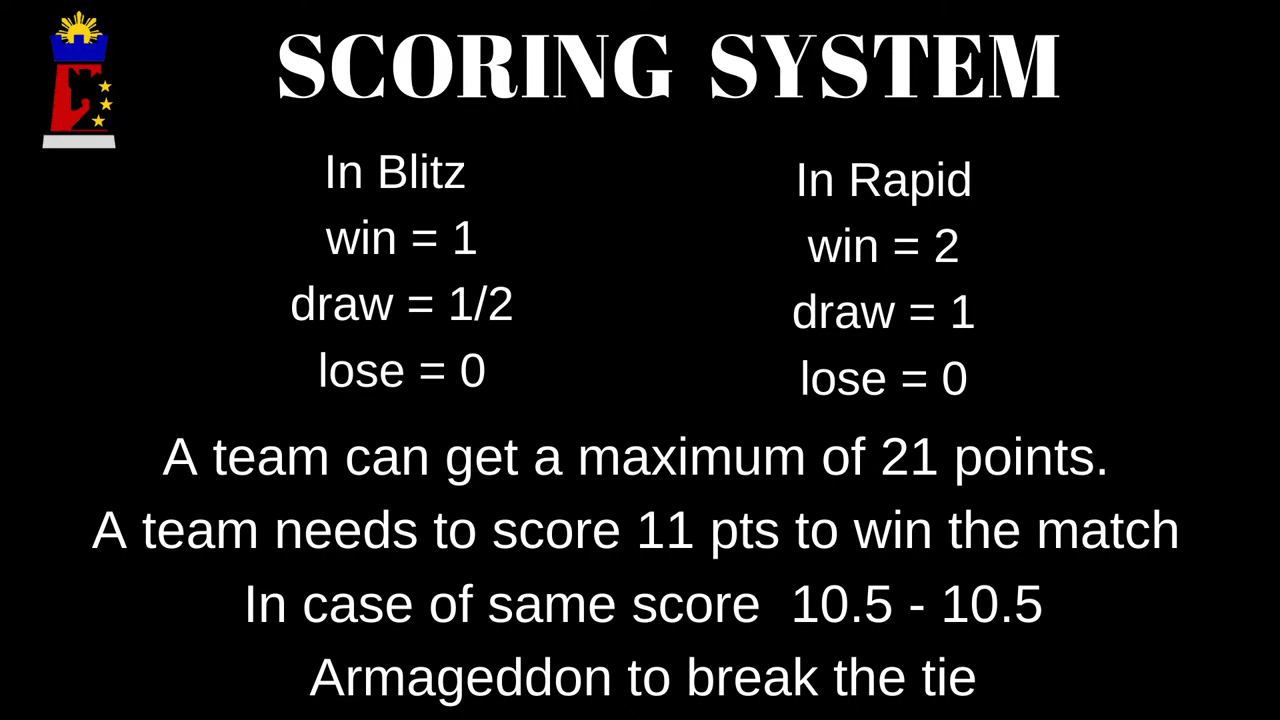 SCORING SYSTEM
In Blitz
win = 1
draw = 1/2
lose = 0
In Rapid
win = 2
draw = 1
lose = 0
A team can get a maximum of 21 points.
A team needs to score 11 pts to win the match
In case of same score 10.5 - 10.5
Armageddon to break the tie